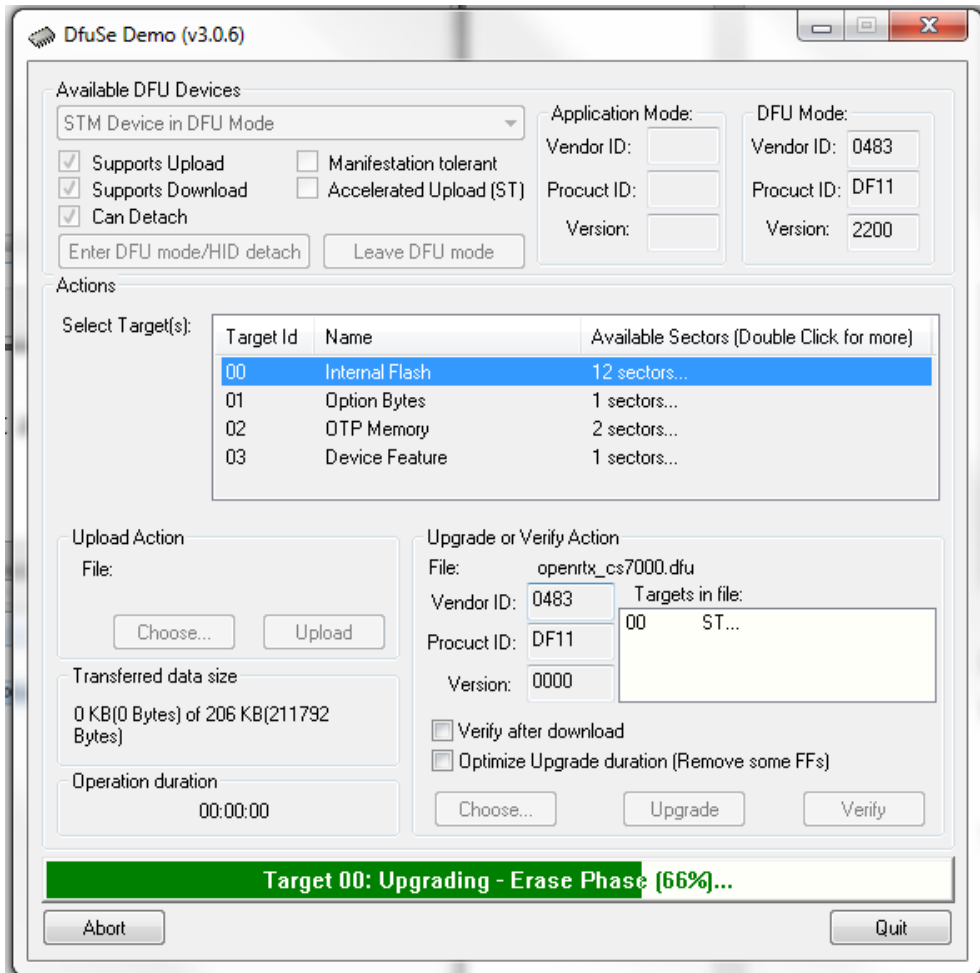 DfuSe Demo (v3.0.6)
Available DFU Devices
STM Device in DFU Mode
Supports Upload
Manifestation tolerant
Supports Download
Accelerated Upload (ST)
Can Detach
Enter DFU mode/HID detach
Leave DFU mode
Application Mode:
Vendor ID:
Procuct ID:
Version:
DFU Mode:
Vendor ID: 0483
Procuct ID: DF11
Version: 2200
Actions
Select Target(s):
Target Id Name Available Sectors (Double Click for more)
00 Internal Flash 12 sectors...
01 Option Bytes 1 sectors...
02 OTP Memory 2 sectors...
03 Device Feature 1 sectors...
Upload Action
File:
Choose... Upload
Transferred data size
0 KB(0 Bytes) of 206 KB(211792
Bytes)
Operation duration
00:00:00
Upgrade or Verify Action
File: openrtx_cs7000.dfu
Vendor ID: 0483
Procuct ID: DF11
Version: 0000
Targets in file:
00 ST...
Verify after download
Optimize Upgrade duration (Remove some FFs)
Choose... Upgrade Verify
Target 00: Upgrading - Erase Phase (66%)...
Abort Quit